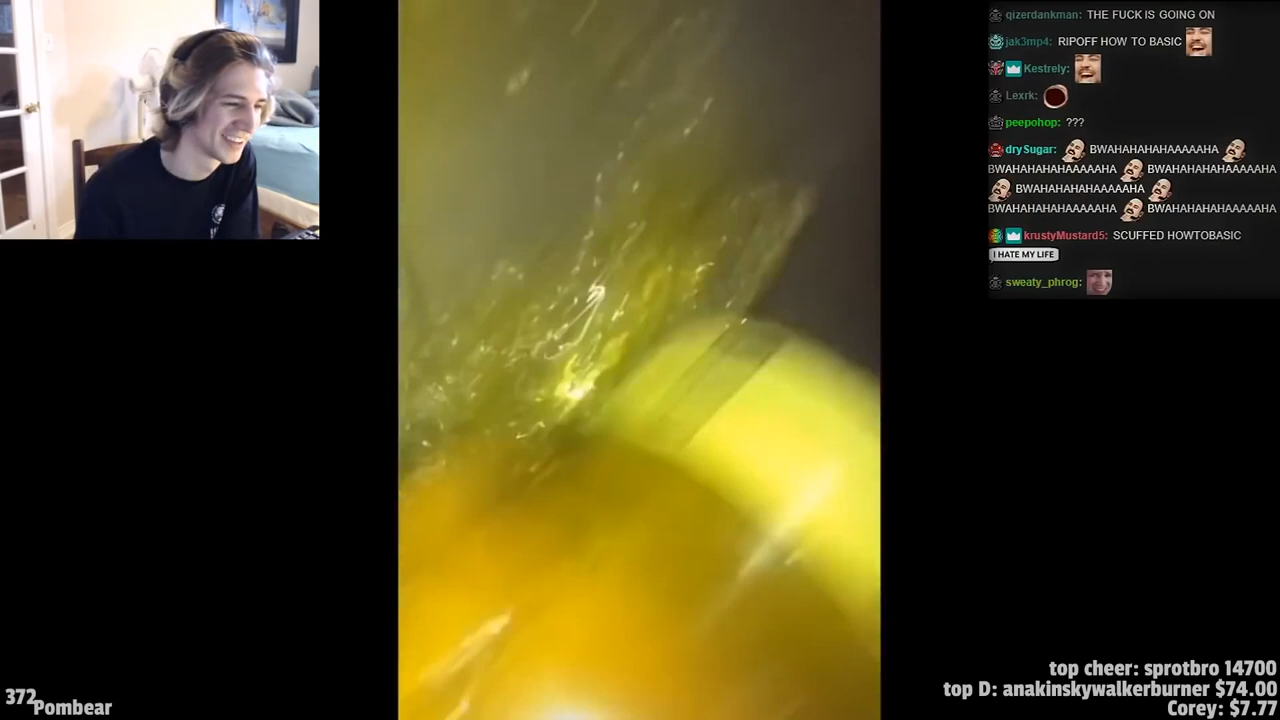 qizerdankman: THE FUCK IS GOING ON
jak3mp4: RIPOFF HOW TO BASIC
Kestrely:
Lexrk:
peepohop: ???
drySugar: BWAHAHAHAHAAAAAHA
BWAHAHAHAHAAAAAHA BWAHAHAHAHAAAAAHA
BWAHAHAHAHAAAAAHA
BWAHAHAHAHAAAAAHA BWAHAHAHAHAAAAAHA
krustyMustard5: SCUFFED HOWTOBASIC
I HATE MY LIFE
sweaty_phrog:
top cheer: sprotbro 14700
top D: anakinskywalkerburner $74.00
Corey: $7.77
372
Pombear